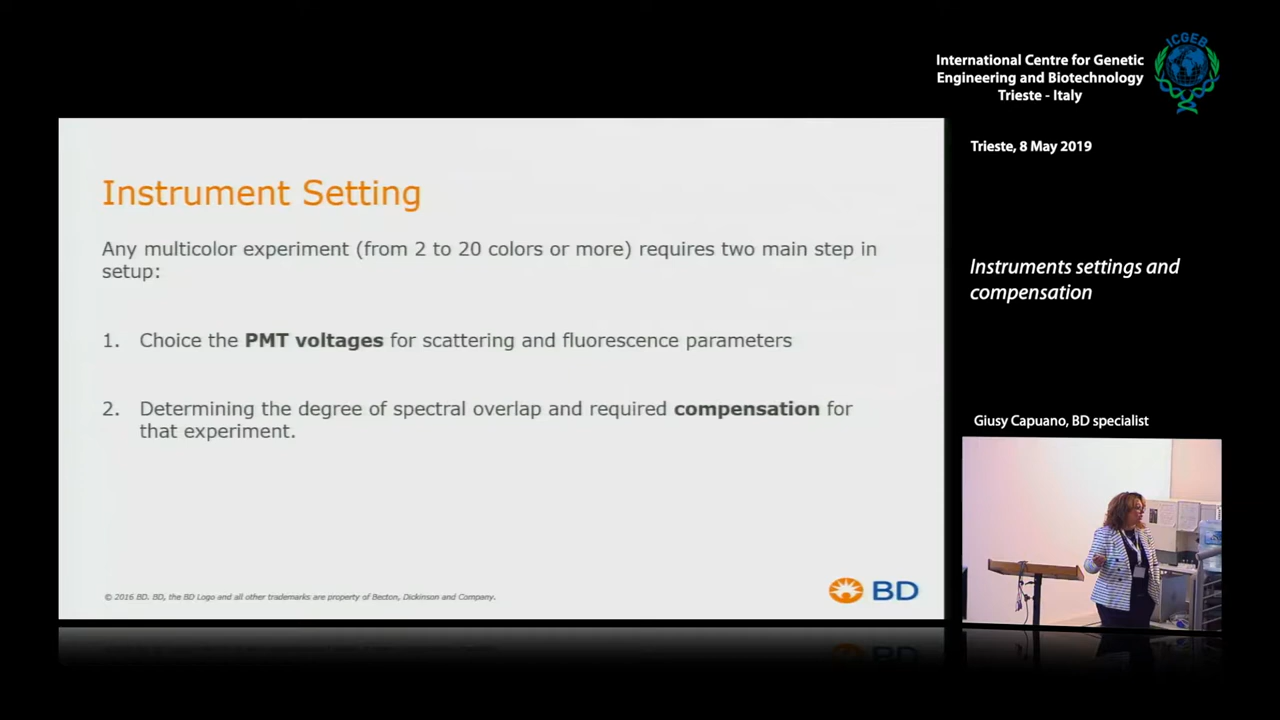 ICGEB
International Centre for Genetic
Engineering and Biotechnology
Trieste - Italy
Trieste, 8 May 2019
Instrument Setting
Any multicolor experiment (from 2 to 20 colors or more) requires two main step in
setup:
1. Choice the PMT voltages for scattering and fluorescence parameters
2. Determining the degree of spectral overlap and required compensation for
that experiment.
© 2016 BD. BD, the BD Logo and all other trademarks are property of Becton, Dickinson and Company.
BD
Instruments settings and
compensation
Giusy Capuano, BD specialist